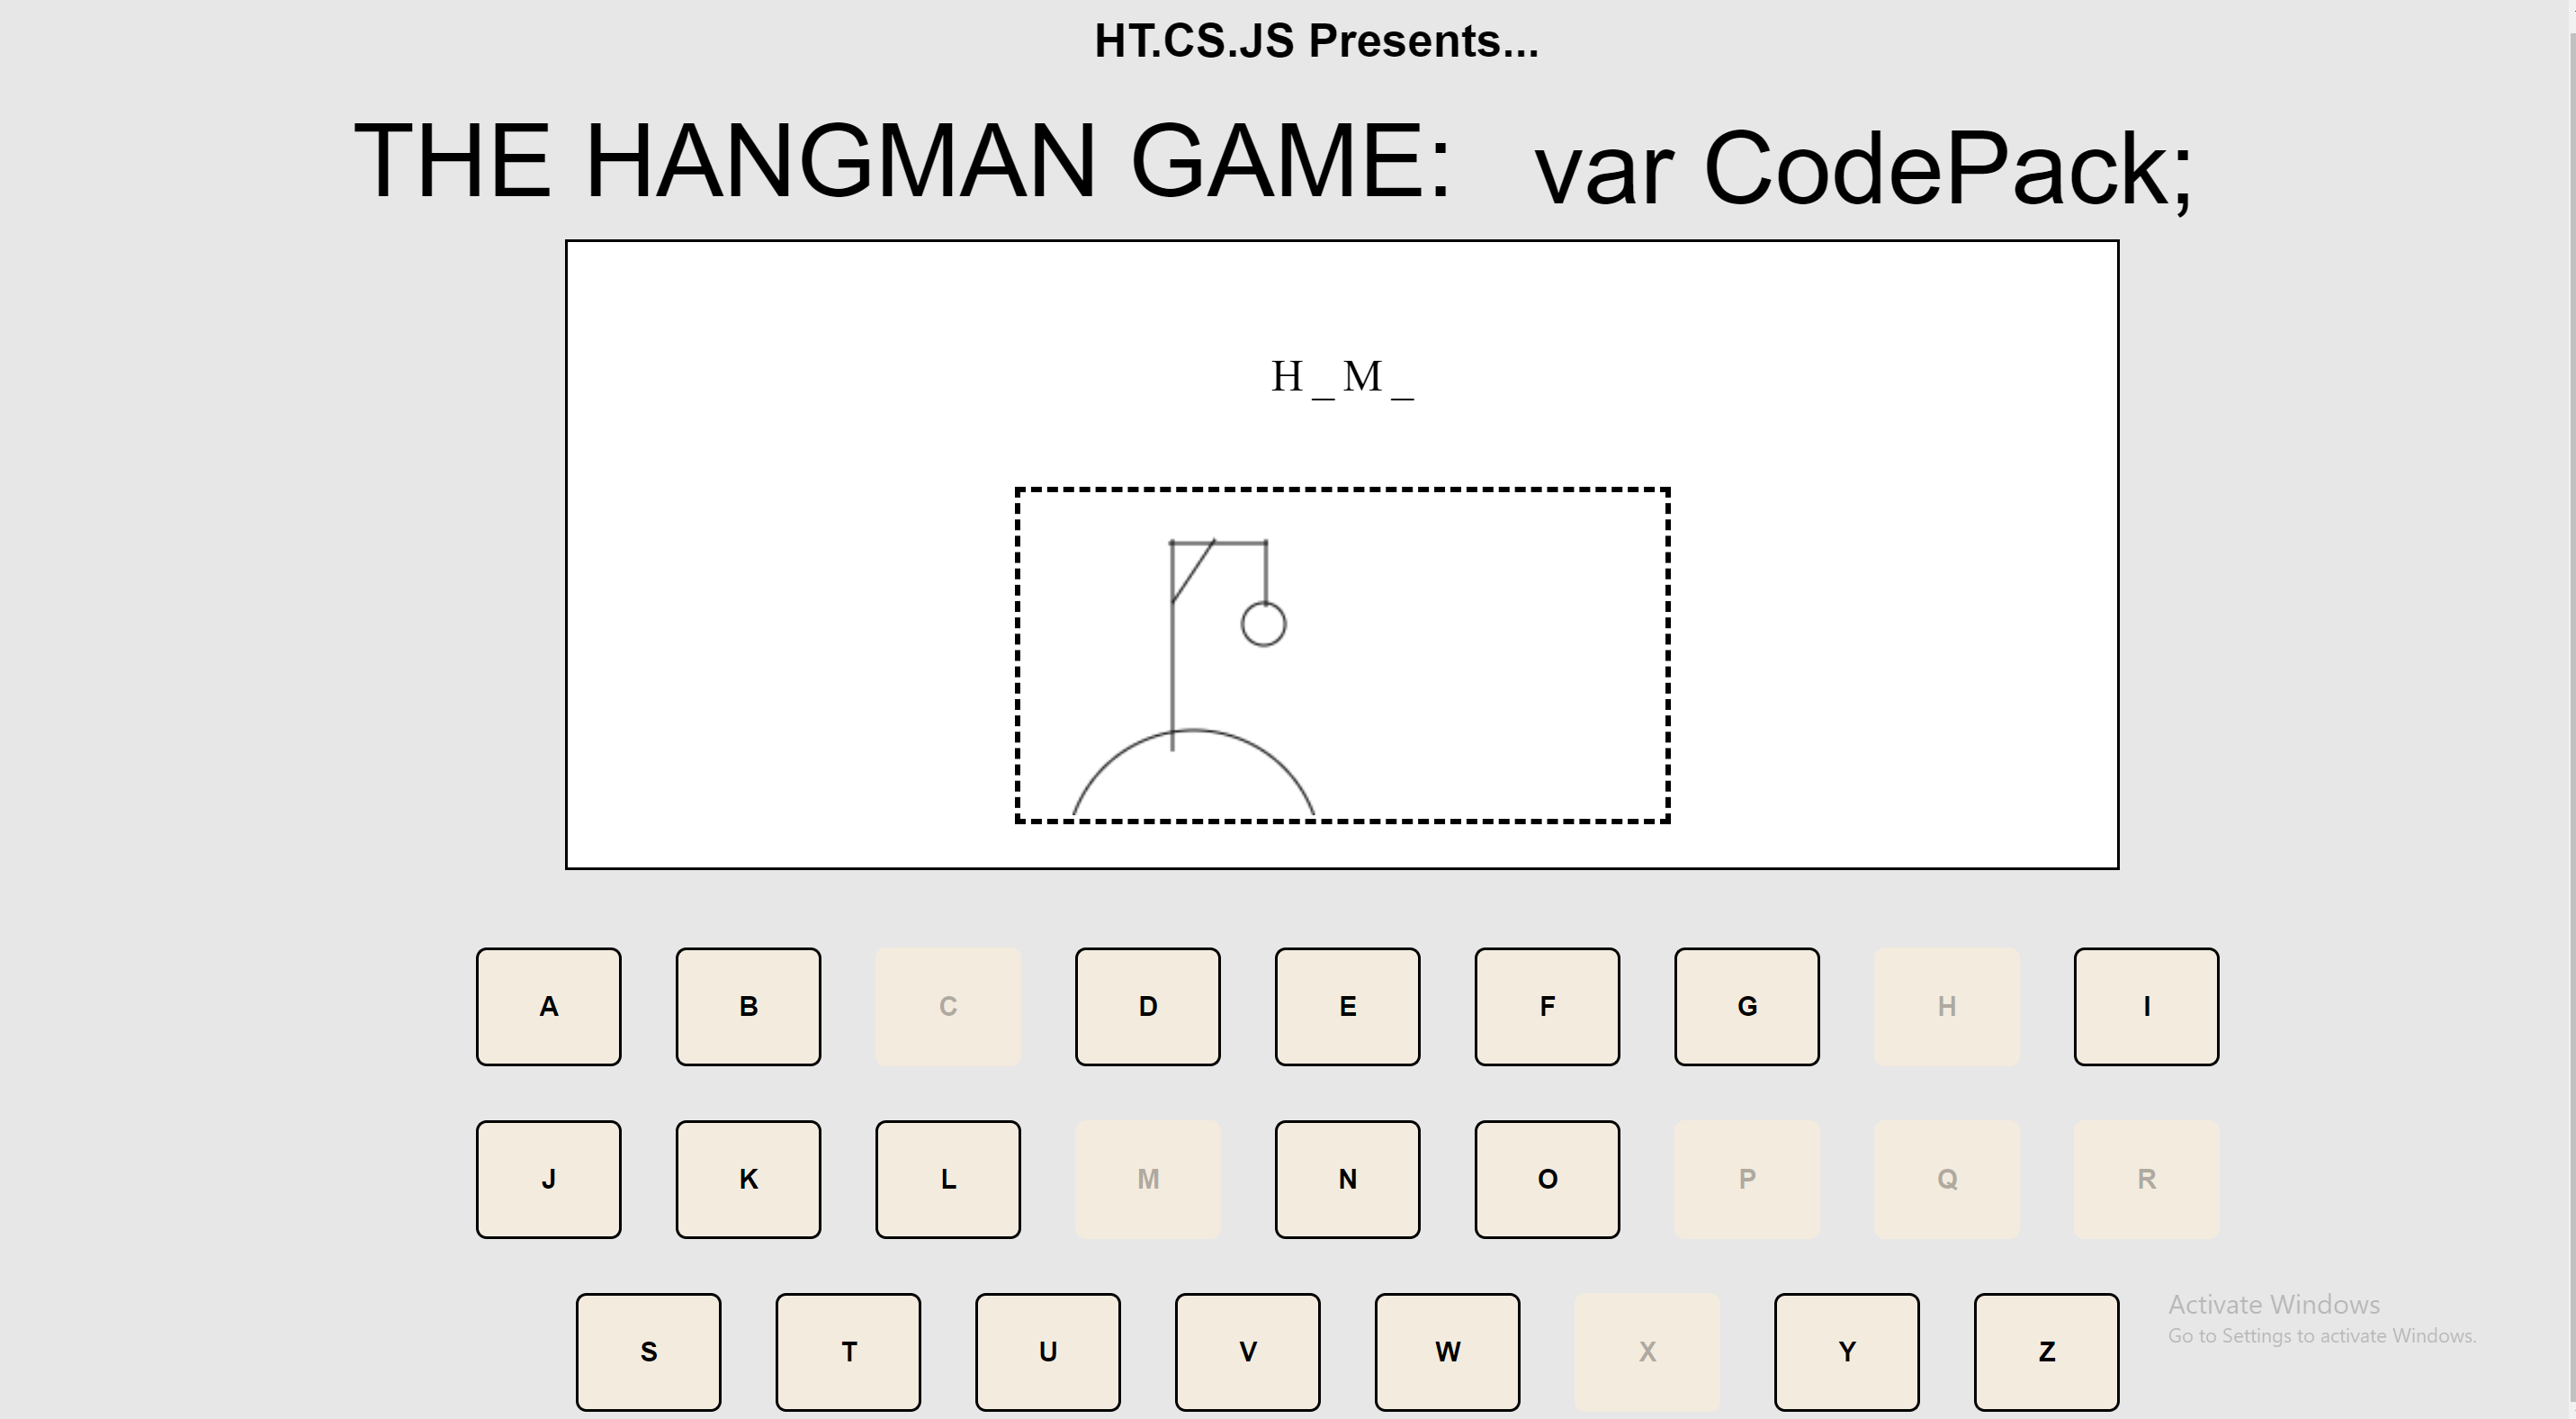 HT.CS.JS Presents...
THE HANGMAN GAME: var CodePack;
H _ M _
A B C D E F G H I
J K L M N O P Q R
S T U V W X Y Z
Activate Windows
Go to Settings to activate Windows.